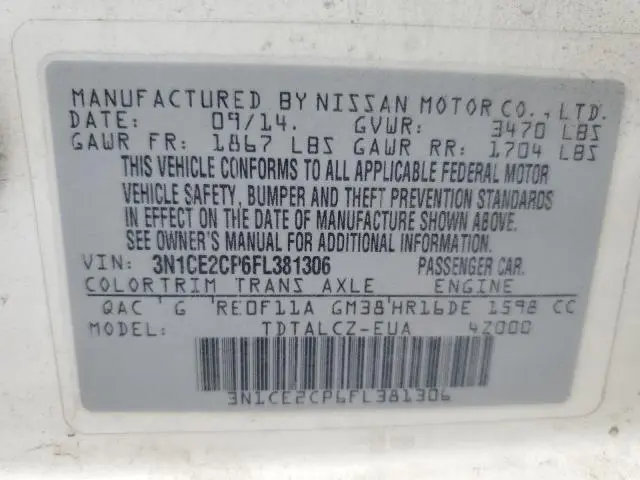 MANUFACTURED BY NISSAN MOTOR CO., LTD.
DATE: 09/14. GVWR: 3470 LBS
GAWR FR: 1867 LBS GAWR RR: 1704 LBS
THIS VEHICLE CONFORMS TO ALL APPLICABLE FEDERAL MOTOR
VEHICLE SAFETY, BUMPER AND THEFT PREVENTION STANDARDS
IN EFFECT ON THE DATE OF MANUFACTURE SHOWN ABOVE.
SEE OWNER'S MANUAL FOR ADDITIONAL INFORMATION.
VIN: 3N1CE2CP6FL381306 PASSENGER CAR.
COLOR TRIM TRANS AXLE ENGINE
QAC G RE0F11A GM38 HR16DE 1598 CC
MODEL: TDTALCZ-EUA 4Z000
3N1CE2CP6FL381306